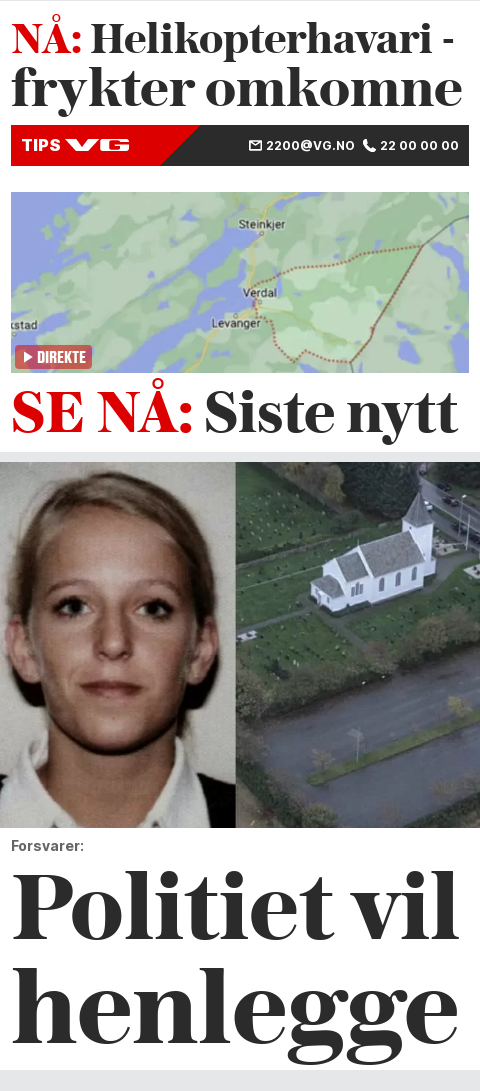 NÅ: Helikopterhavari -
frykter omkomne
TIPS VG 2200@VG.NO 22 00 00 00
Steinkjer
Verdal
Levanger
kstad
DIREKTE
SE NÅ: Siste nytt
Forsvarer:
Politiet vil
henlegge